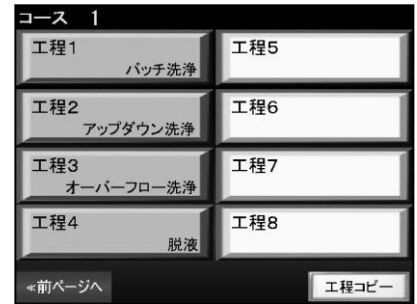 コース 1
工程1
バッチ洗浄
工程5
工程2
アップダウン洗浄
工程6
工程3
オーバーフロー洗浄
工程7
工程4
脱液
工程8
≪前ページへ
工程コピー